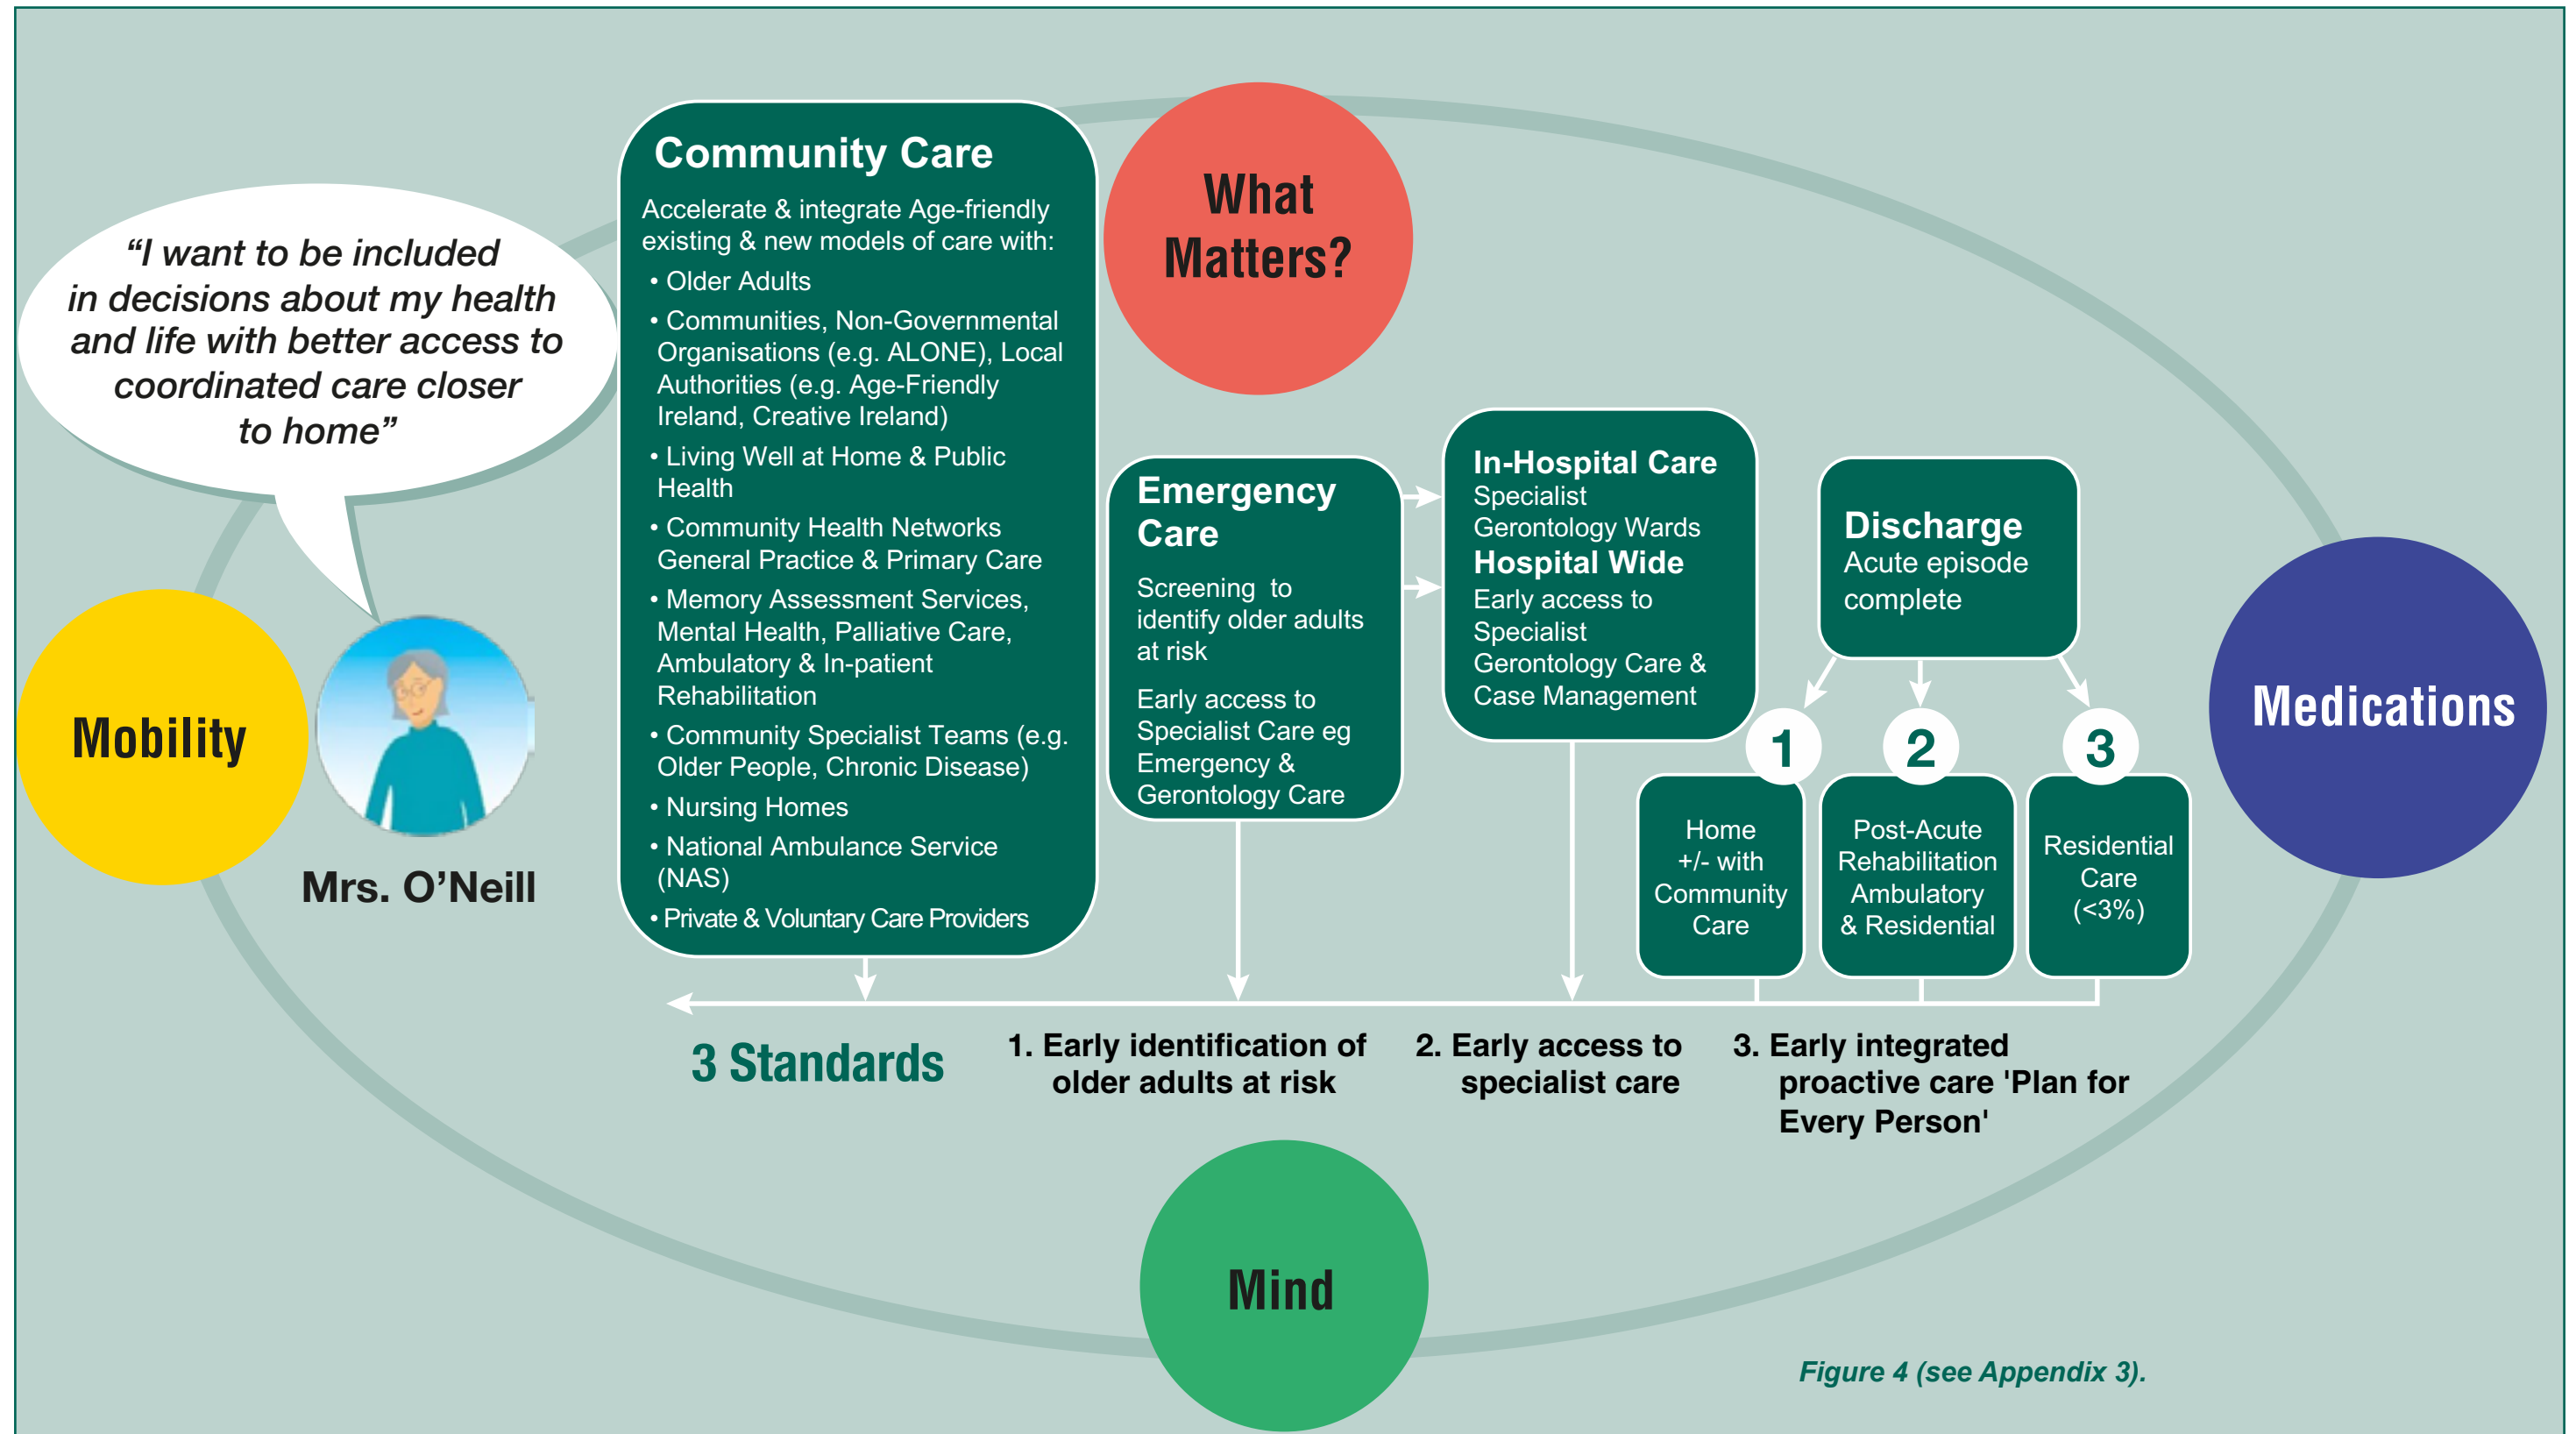 Community Care
Accelerate & integrate Age-friendly
existing & new models of care with:
• Older Adults
• Communities, Non-Governmental
Organisations (e.g. ALONE), Local
Authorities (e.g. Age-Friendly
Ireland, Creative Ireland)
• Living Well at Home & Public
Health
• Community Health Networks
General Practice & Primary Care
• Memory Assessment Services,
Mental Health, Palliative Care,
Ambulatory & In-patient
Rehabilitation
• Community Specialist Teams (e.g.
Older People, Chronic Disease)
• Nursing Homes
• National Ambulance Service
(NAS)
• Private & Voluntary Care Providers
What
Matters?
“I want to be included
in decisions about my health
and life with better access to
coordinated care closer
to home”
Mobility
Mrs. O’Neill
Emergency
Care
Screening to
identify older adults
at risk
Early access to
Specialist Care eg
Emergency &
Gerontology Care
In-Hospital Care
Specialist
Gerontology Wards
Hospital Wide
Early access to
Specialist
Gerontology Care &
Case Management
Discharge
Acute episode
complete
1
2
3
Home
+/- with
Community
Care
Post-Acute
Rehabilitation
Ambulatory
& Residential
Residential
Care
(<3%)
Medications
3 Standards
1. Early identification of
older adults at risk
2. Early access to
specialist care
3. Early integrated
proactive care 'Plan for
Every Person'
Mind
Figure 4 (see Appendix 3).